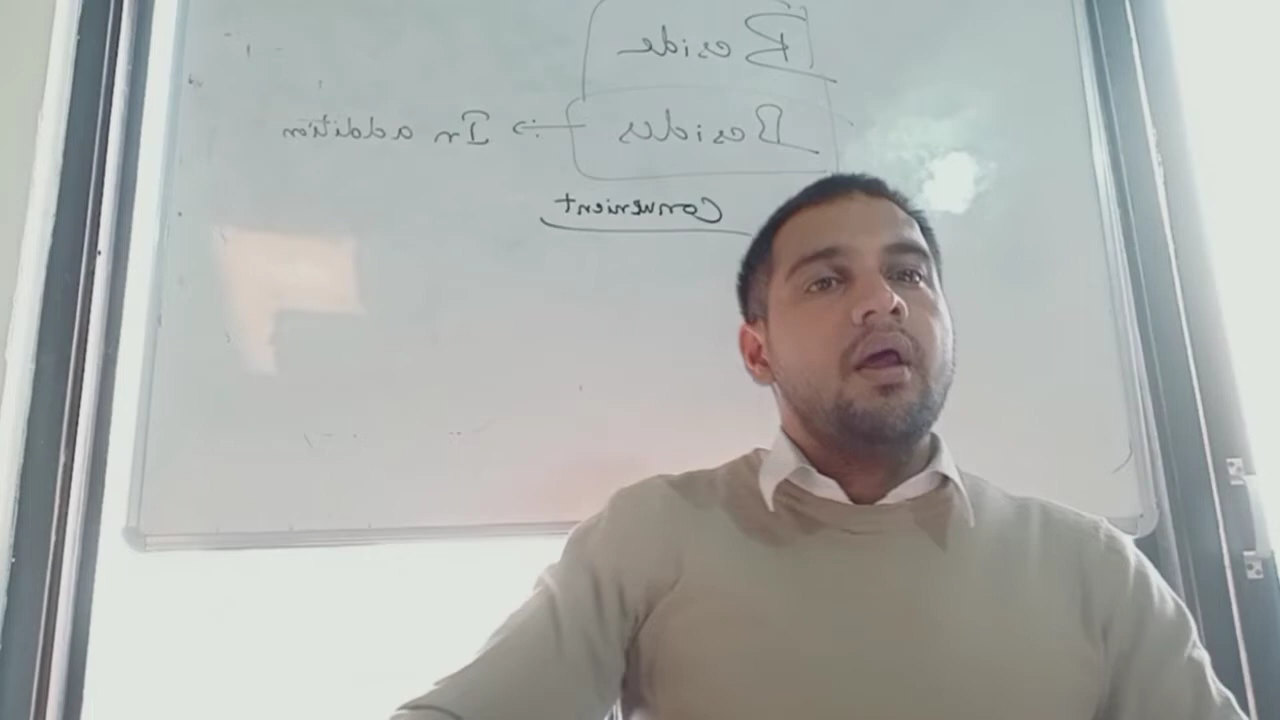 Beside
Besides → In addition
Convenient